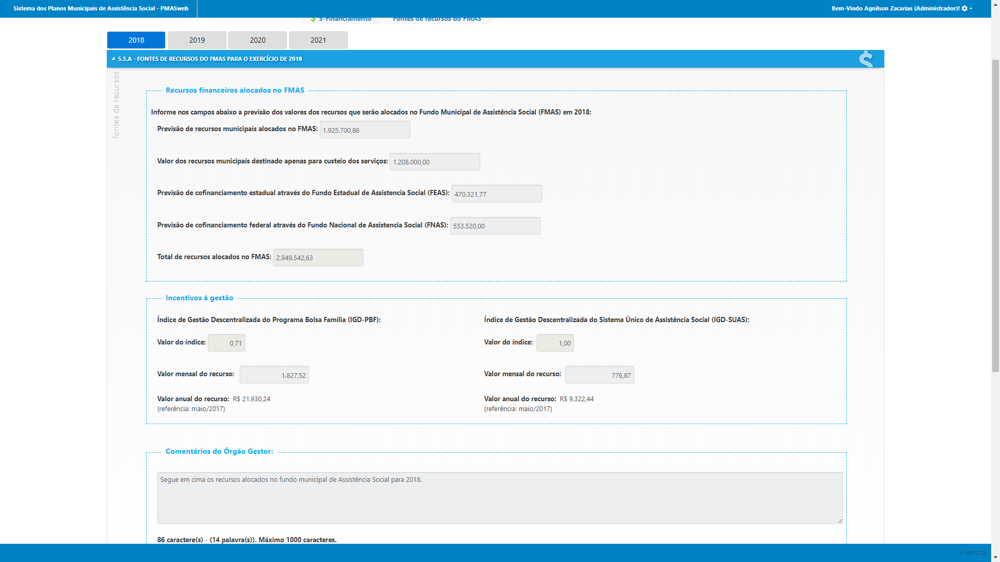 Sistema dos Planos Municipais de Assistência Social - PMASweb
Bem-Vindo Agnilson Zacarias (Administrador)!
5-Financiamento
Fontes de recursos do FMAS
2018
2019
2020
2021
5.3.A - FONTES DE RECURSOS DO FMAS PARA O EXERCÍCIO DE 2018
fontes de recursos
Recursos financeiros alocados no FMAS
Informe nos campos abaixo a previsão dos valores dos recursos que serão alocados no Fundo Municipal de Assistência Social (FMAS) em 2018:
Previsão de recursos municipais alocados no FMAS: 1.925.700,86
Valor dos recursos municipais destinado apenas para custeio dos serviços: 1.208.000,00
Previsão de cofinanciamento estadual através do Fundo Estadual de Assistencia Social (FEAS): 470.321,77
Previsão de cofinanciamento federal através do Fundo Nacional de Assistencia Social (FNAS): 553.520,00
Total de recursos alocados no FMAS: 2.949.542,63
Incentivos à gestão
Índice de Gestão Descentralizada do Programa Bolsa Família (IGD-PBF):
Valor do índice: 0,71
Valor mensal do recurso: 1.827,52
Valor anual do recurso: R$ 21.930,24
(referência: maio/2017)
Índice de Gestão Descentralizada do Sistema Único de Assistência Social (IGD-SUAS):
Valor do índice: 1,00
Valor mensal do recurso: 776,87
Valor anual do recurso: R$ 9.322,44
(referência: maio/2017)
Comentários do Órgão Gestor:
Segue em cima os recursos alocados no fundo municipal de Assistência Social para 2018.
86 caractere(s) - (14 palavra(s)). Máximo 1000 caracteres.
V. 19.11.7.2